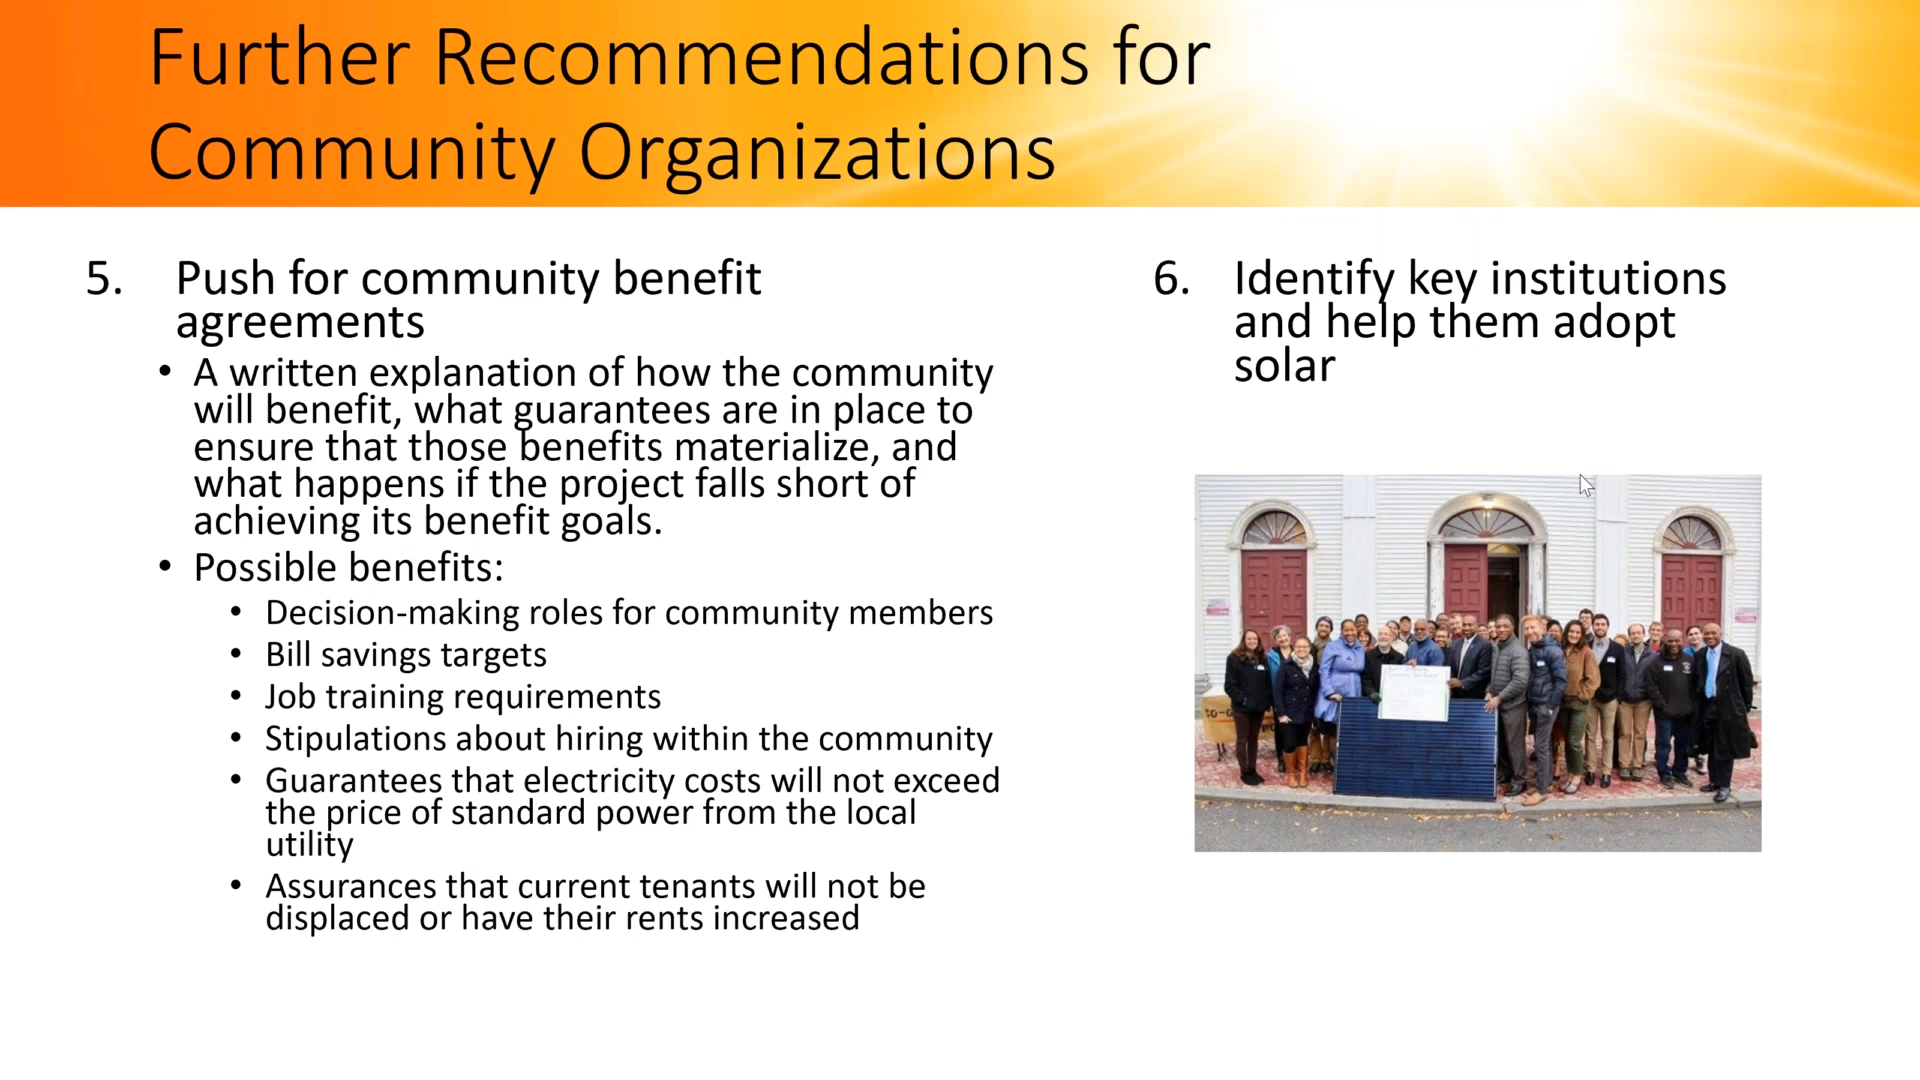 Further Recommendations for
Community Organizations
5. Push for community benefit
agreements
• A written explanation of how the community
will benefit, what guarantees are in place to
ensure that those benefits materialize, and
what happens if the project falls short of
achieving its benefit goals.
• Possible benefits:
• Decision-making roles for community members
• Bill savings targets
• Job training requirements
• Stipulations about hiring within the community
• Guarantees that electricity costs will not exceed
the price of standard power from the local
utility
• Assurances that current tenants will not be
displaced or have their rents increased
6. Identify key institutions
and help them adopt
solar